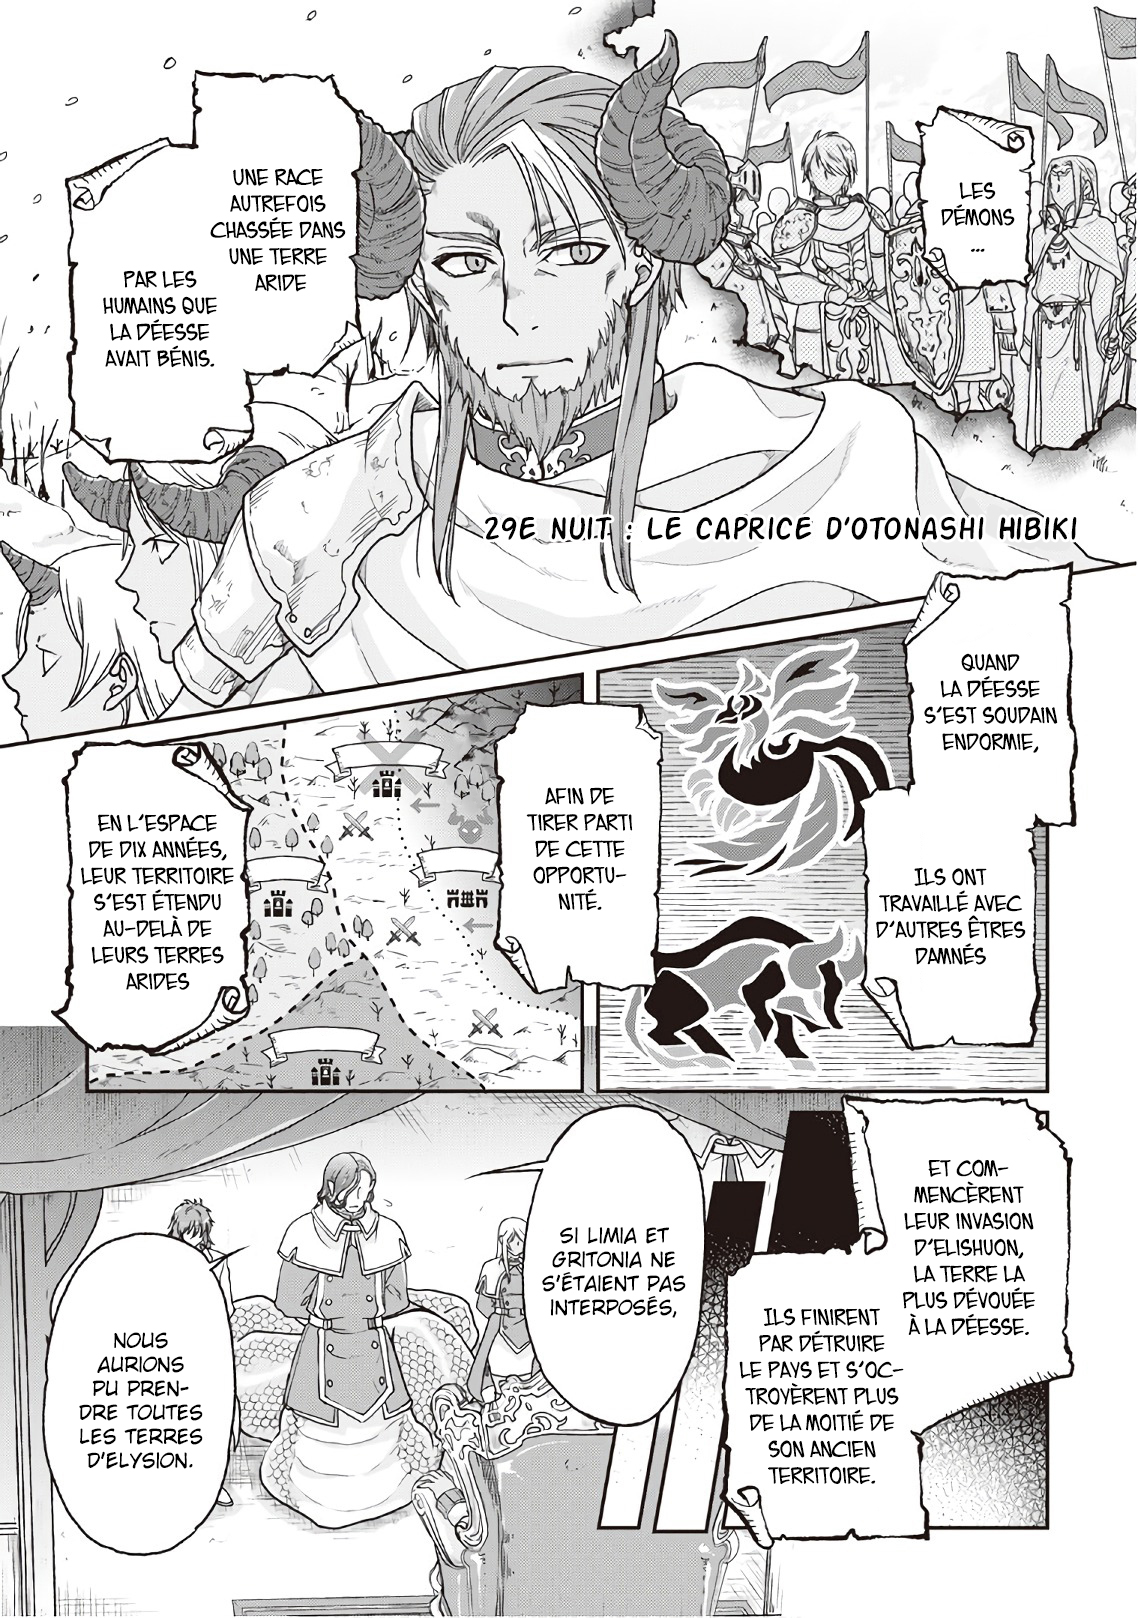 LES
DÉMONS
...
UNE RACE
AUTREFOIS
CHASSÉE DANS
UNE TERRE
ARIDE
PAR LES
HUMAINS QUE
LA DÉESSE
AVAIT BÉNIS.
29E NUIT : LE CAPRICE D'OTONASHI HIBIKI
QUAND
LA DÉESSE
S'EST SOUDAIN
ENDORMIE,
ILS ONT
TRAVAILLÉ AVEC
D'AUTRES ÊTRES
DAMNÉS
AFIN DE
TIRER PARTI
DE CETTE
OPPORTU-
NITÉ.
EN L'ESPACE
DE DIX ANNÉES,
LEUR TERRITOIRE
S'EST ÉTENDU
AU-DELÀ DE
LEURS TERRES
ARIDES
ET COM-
MENCÈRENT
LEUR INVASION
D'ELISHUON,
LA TERRE LA
PLUS DÉVOUÉE
À LA DÉESSE.
ILS FINIRENT
PAR DÉTRUIRE
LE PAYS ET S'OC-
TROYÈRENT PLUS
DE LA MOITIÉ DE
SON ANCIEN
TERRITOIRE.
SI LIMIA ET
GRITONIA NE
S'ÉTAIENT PAS
INTERPOSÉS,
NOUS
AURIONS
PU PREN-
DRE TOUTES
LES TERRES
D'ELYSION.